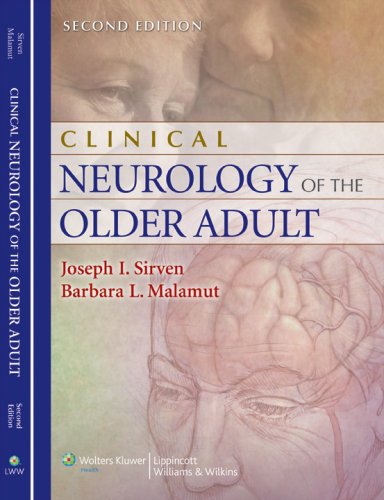 Sirven
Malamut
CLINICAL NEUROLOGY OF THE OLDER ADULT
Second Edition
LWW
SECOND EDITION
CLINICAL
NEUROLOGY OF THE
OLDER ADULT
Joseph I. Sirven
Barbara L. Malamut
Wolters Kluwer
Health
Lippincott
Williams & Wilkins